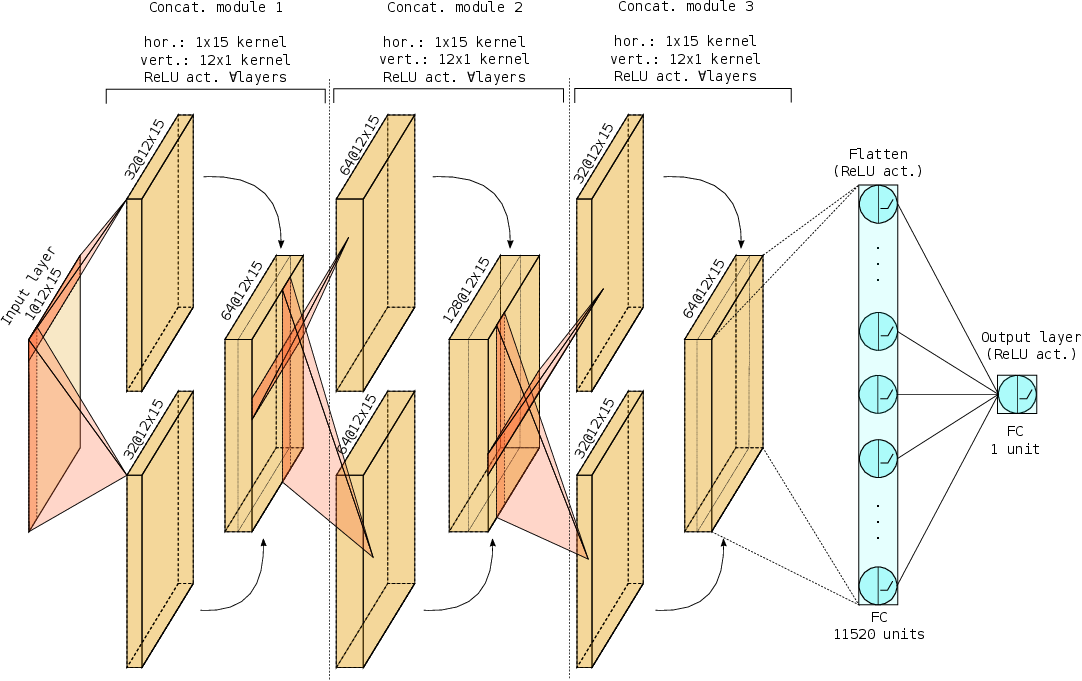 Concat. module 1
hor.: 1x15 kernel
vert.: 12x1 kernel
ReLU act. ∀layers
Concat. module 2
hor.: 1x15 kernel
vert.: 12x1 kernel
ReLU act. ∀layers
Concat. module 3
hor.: 1x15 kernel
vert.: 12x1 kernel
ReLU act. ∀layers
Input layer
1@12x15
32@12x15
32@12x15
64@12x15
64@12x15
64@12x15
128@12x15
32@12x15
32@12x15
64@12x15
Flatten
(ReLU act.)
FC
11520 units
Output layer
(ReLU act.)
FC
1 unit